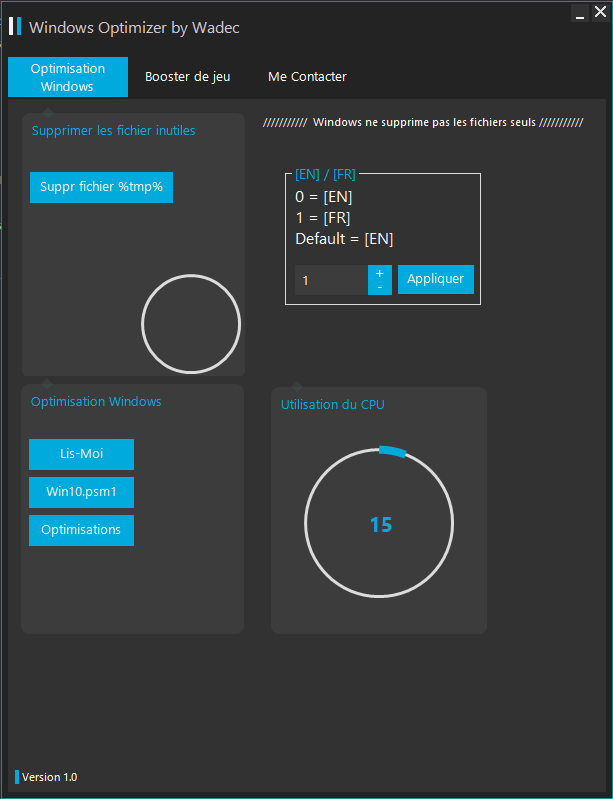 Windows Optimizer by Wadec
Optimisation
Windows
Booster de jeu
Me Contacter
Supprimer les fichier inutiles
Suppr fichier %tmp%
/////////// Windows ne supprime pas les fichiers seuls ///////////
[EN] / [FR]
0 = [EN]
1 = [FR]
Default = [EN]
1
+
-
Appliquer
Optimisation Windows
Lis-Moi
Win10.psm1
Optimisations
Utilisation du CPU
15
Version 1.0